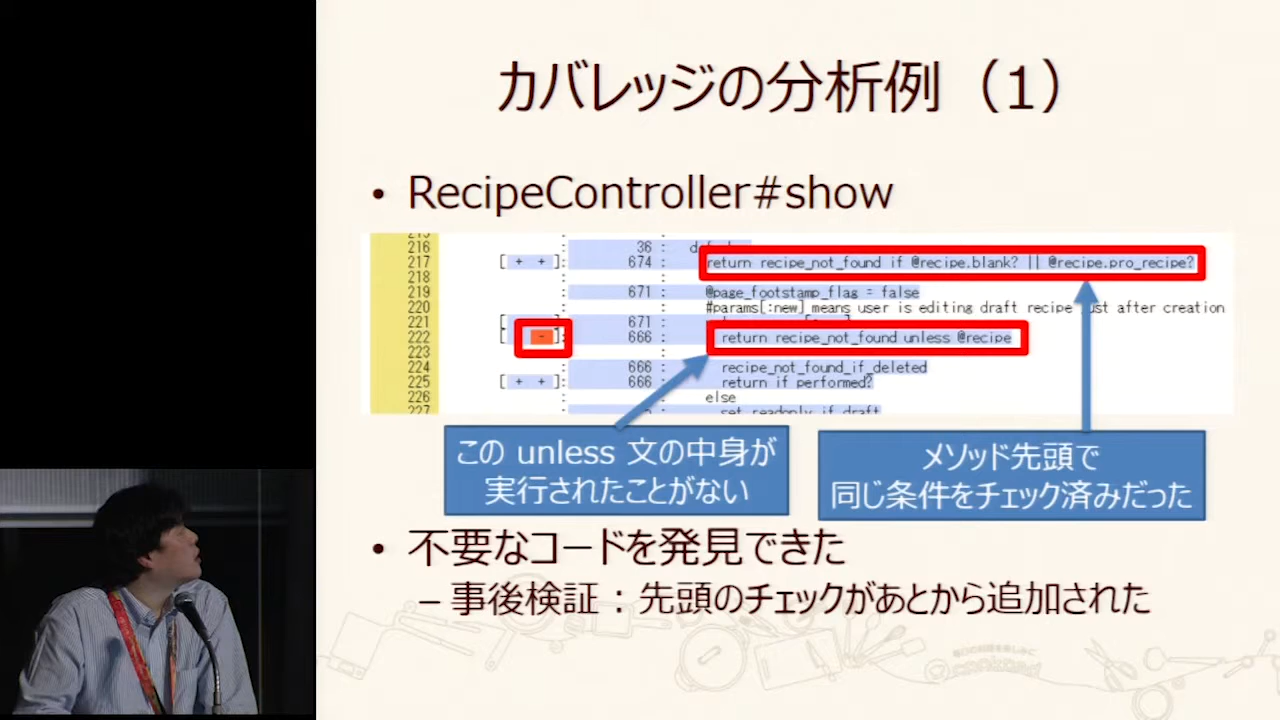 カバレッジの分析例（1）
• RecipeController#show
216 : 36 :
217 [ + + ]: 674 : return recipe_not_found if @recipe.blank? || @recipe.pro_recipe?
218 : :
219 : 671 : @page_footstamp_flag = false
220 : : #params[:new] means user is editing draft recipe just after creation
221 [ : 671 :
222 [ - ]: 666 : return recipe_not_found unless @recipe
223 : :
224 : 666 : recipe_not_found_if_deleted
225 [ + + ]: 666 : return if performed?
226 : : else
227 : : set_readonly_if_draft
この unless 文の中身が
実行されたことがない
メソッド先頭で
同じ条件をチェック済みだった
• 不要なコードを発見できた
– 事後検証：先頭のチェックがあとから追加された
cookpad